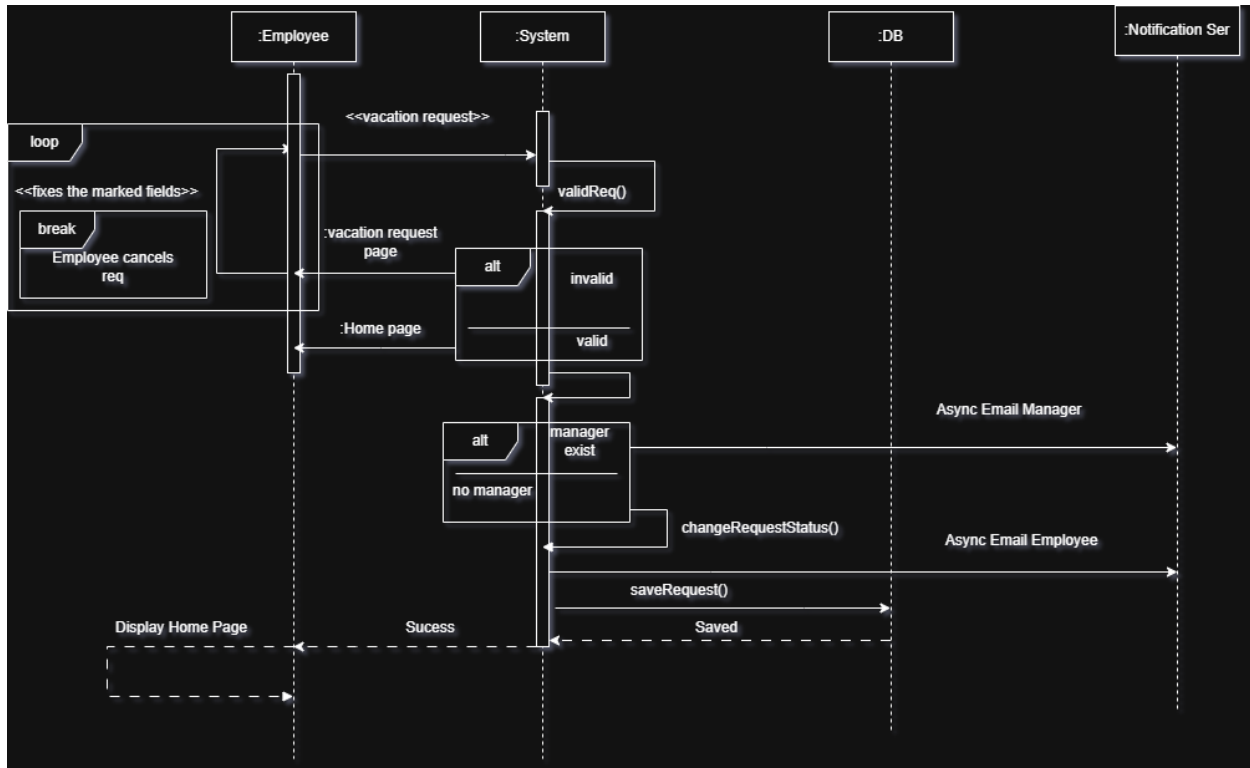 :Employee
:System
:DB
:Notification Ser
<<vacation request>>
loop
<<fixes the marked fields>>
validReq()
break
Employee cancels
req
:vacation request
page
alt
invalid
:Home page
valid
Async Email Manager
alt
manager
exist
no manager
changeRequestStatus()
Async Email Employee
saveRequest()
Display Home Page
Sucess
Saved